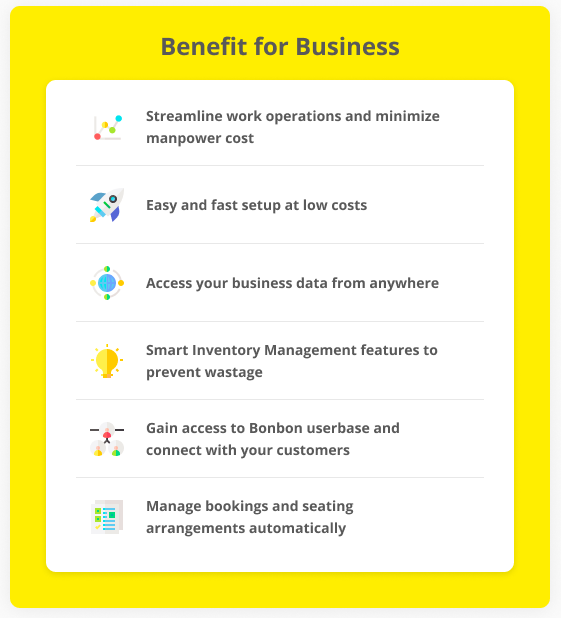 Benefit for Business
Streamline work operations and minimize
manpower cost
Easy and fast setup at low costs
Access your business data from anywhere
Smart Inventory Management features to
prevent wastage
Gain access to Bonbon userbase and
connect with your customers
Manage bookings and seating
arrangements automatically